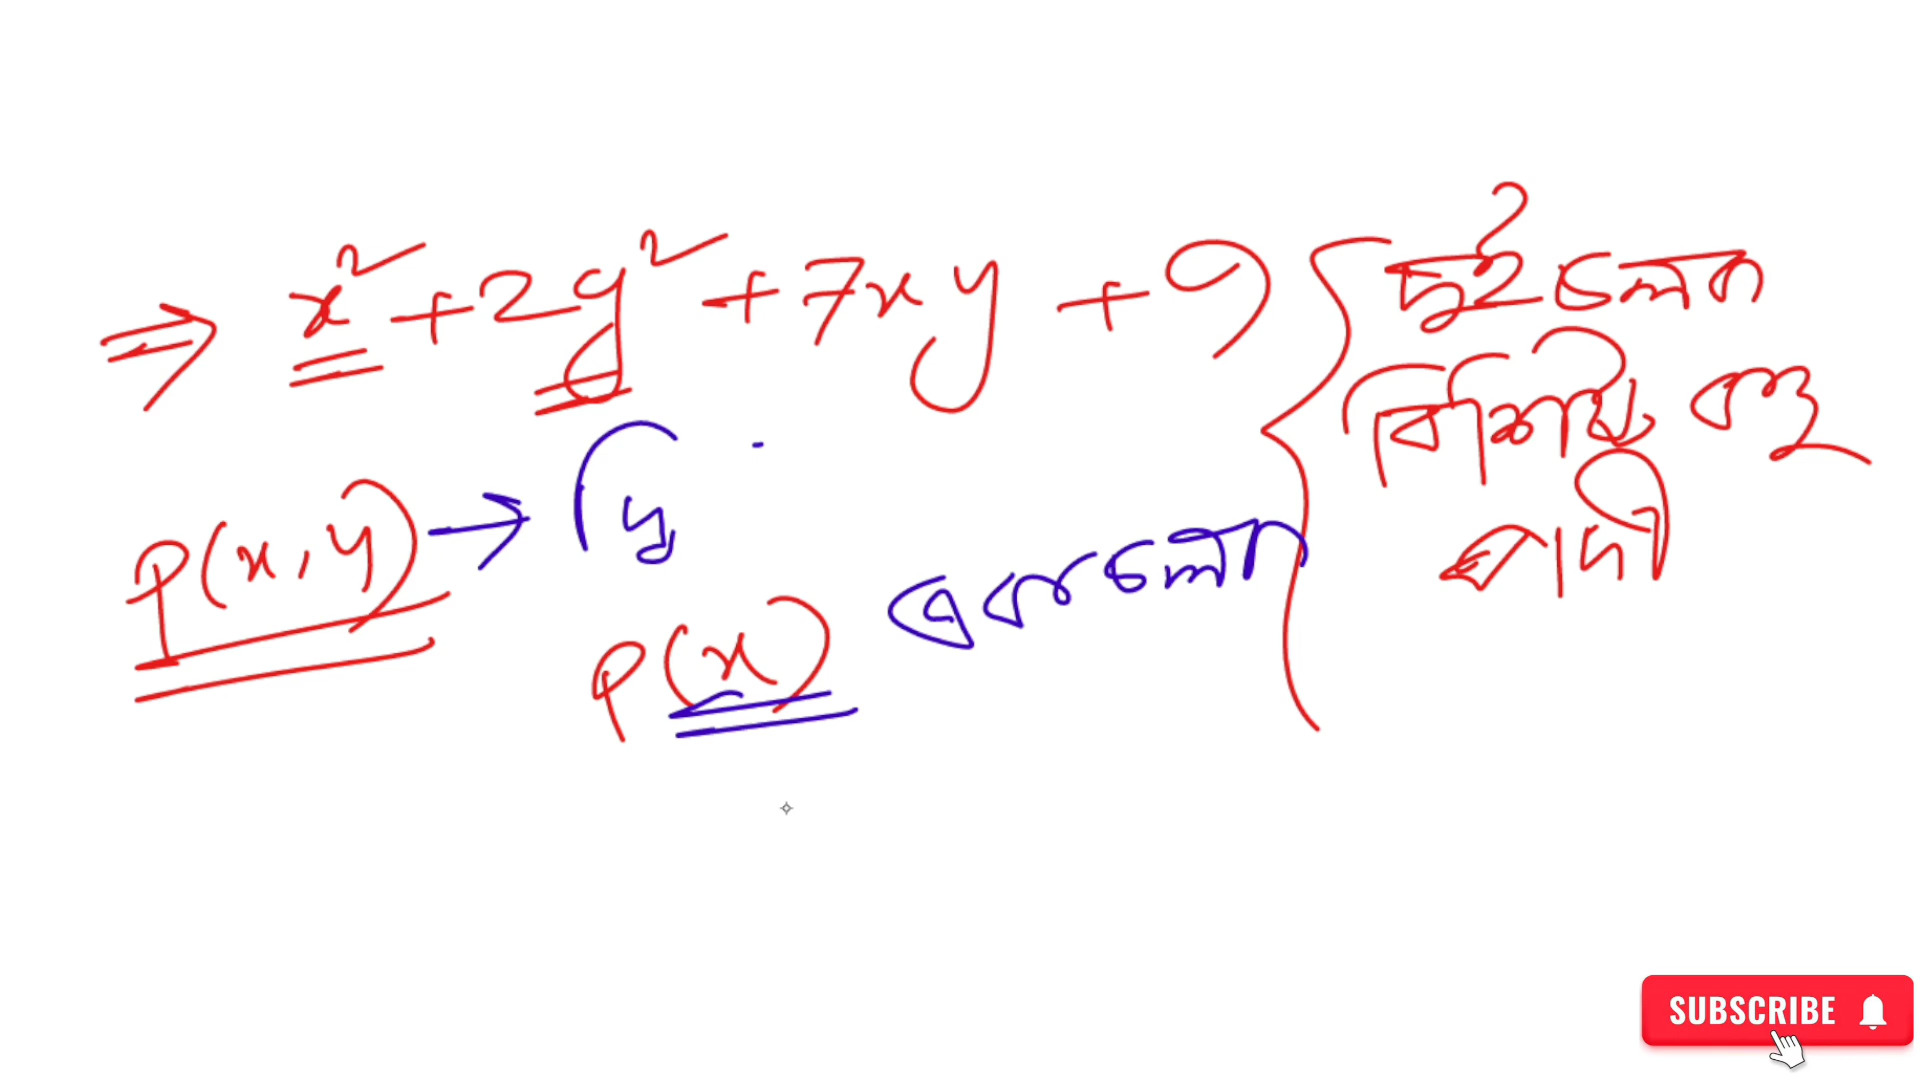 ⇒ x² + 2y² + 7xy + 9
দুই চলক
বিশিষ্ট বহু
পদী
P(x, y) →
y
P(x) একচলক
SUBSCRIBE